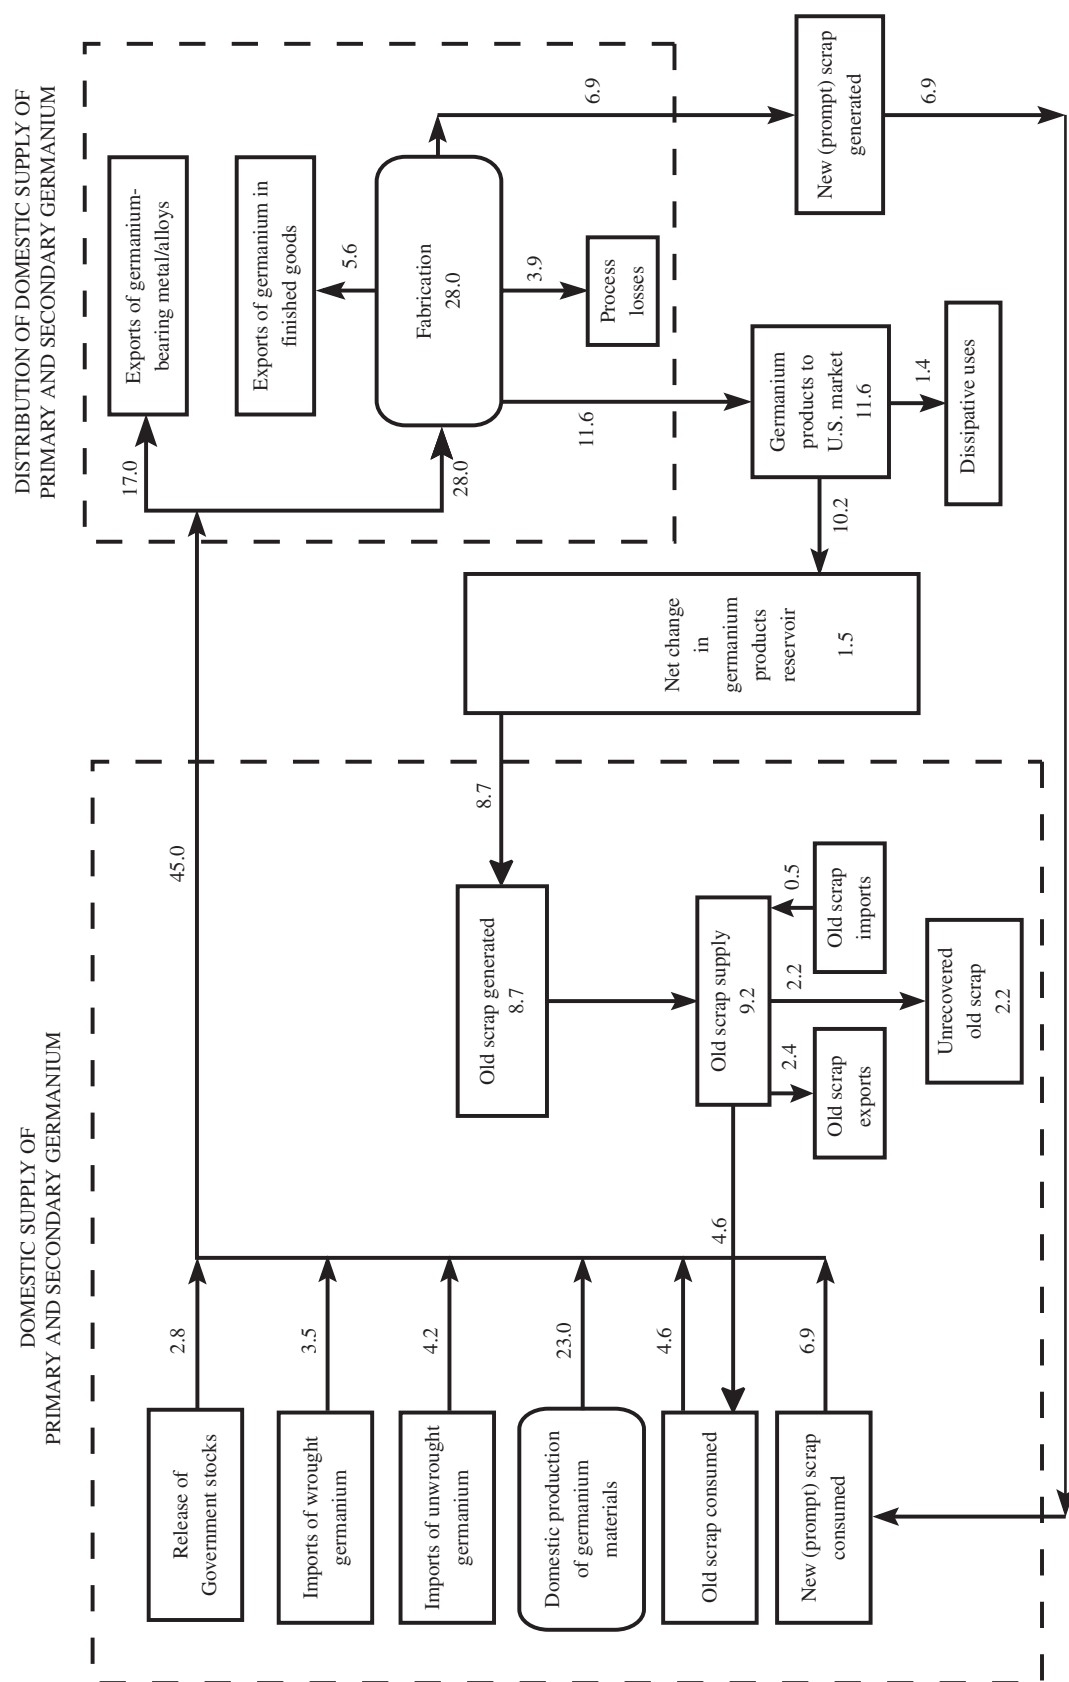 DOMESTIC SUPPLY OF
PRIMARY AND SECONDARY GERMANIUM
DISTRIBUTION OF DOMESTIC SUPPLY OF
PRIMARY AND SECONDARY GERMANIUM
Release of
Government stocks
2.8
45.0
17.0
Exports of germanium-
bearing metal/alloys
Imports of wrought
germanium
3.5
Exports of germanium in
finished goods
5.6
Imports of unwrought
germanium
4.2
28.0
Fabrication
28.0
6.9
Domestic production
of germanium
materials
23.0
Old scrap generated
8.7
8.7
11.6
3.9
Process
losses
Old scrap consumed
4.6
4.6
Old scrap supply
9.2
Net change
in
germanium
products
reservoir
1.5
New (prompt) scrap
consumed
6.9
2.4
2.2
0.5
10.2
Germanium
products to
U.S. market
11.6
New (prompt) scrap
generated
6.9
Old scrap
exports
Old scrap
imports
1.4
Unrecovered
old scrap
2.2
Dissipative uses